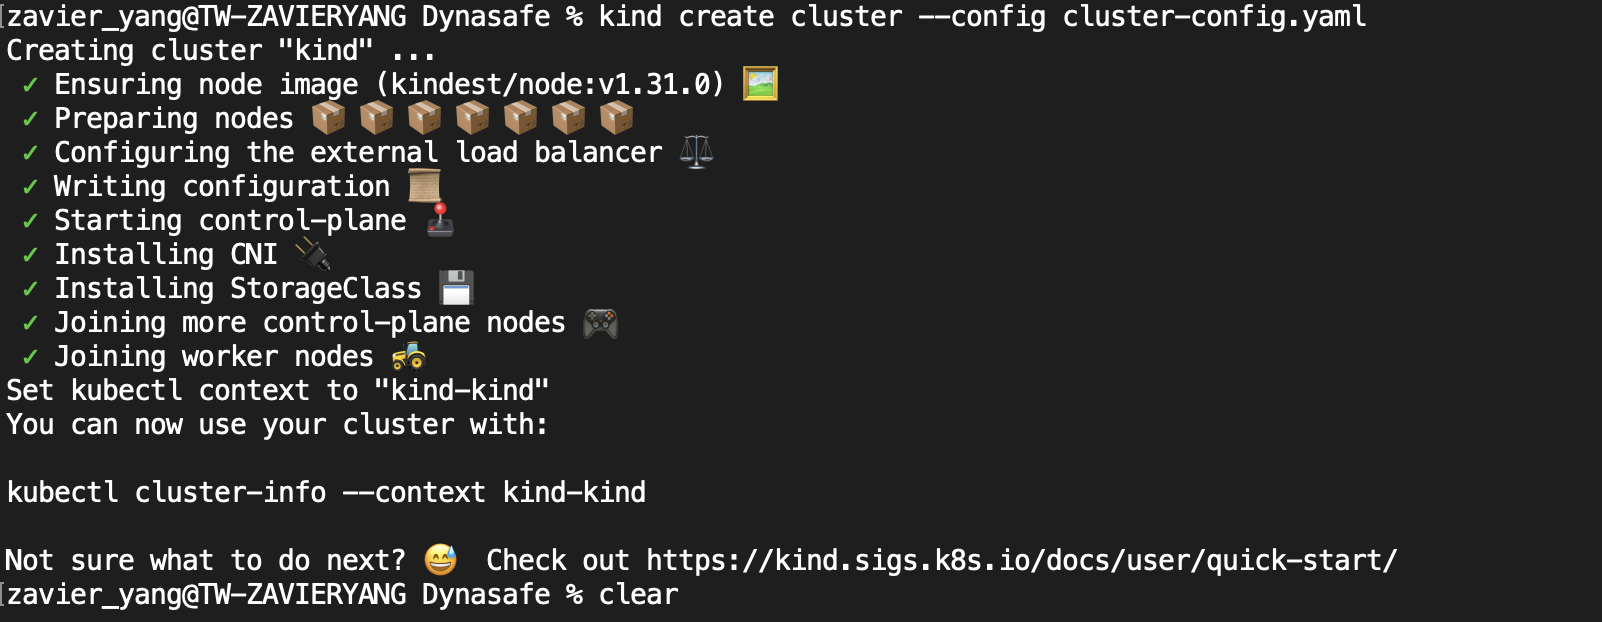 [zavier_yang@TW-ZAVIERYANG Dynasafe % kind create cluster --config cluster-config.yaml
Creating cluster "kind" ...
✓ Ensuring node image (kindest/node:v1.31.0) 🖼
✓ Preparing nodes 📦 📦 📦 📦 📦 📦 📦
✓ Configuring the external load balancer ⚖️
✓ Writing configuration 📜
✓ Starting control-plane 🕹️
✓ Installing CNI 🔌
✓ Installing StorageClass 💾
✓ Joining more control-plane nodes 🎮
✓ Joining worker nodes 🚜
Set kubectl context to "kind-kind"
You can now use your cluster with:
kubectl cluster-info --context kind-kind
Not sure what to do next? 😅 Check out https://kind.sigs.k8s.io/docs/user/quick-start/
[zavier_yang@TW-ZAVIERYANG Dynasafe % clear